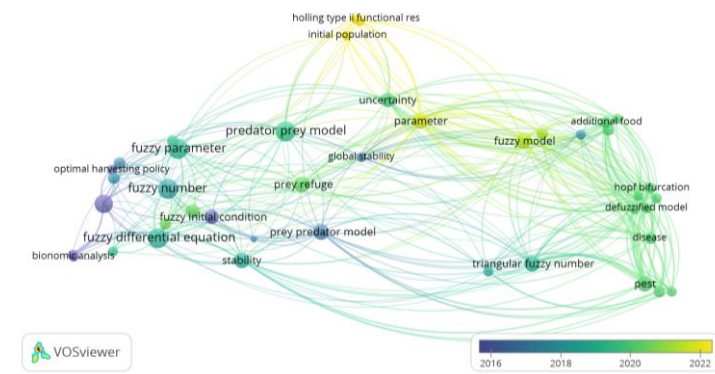 holling type ii functional res
initial population
uncertainty
parameter
additional food
predator prey model
fuzzy model
fuzzy parameter
global stability
optimal harvesting policy
fuzzy number
prey refuge
hopf bifurcation
defuzzified model
fuzzy initial condition
prey predator model
fuzzy differential equation
disease
bionomic analysis
stability
triangular fuzzy number
pest
VOSviewer
2016 2018 2020 2022